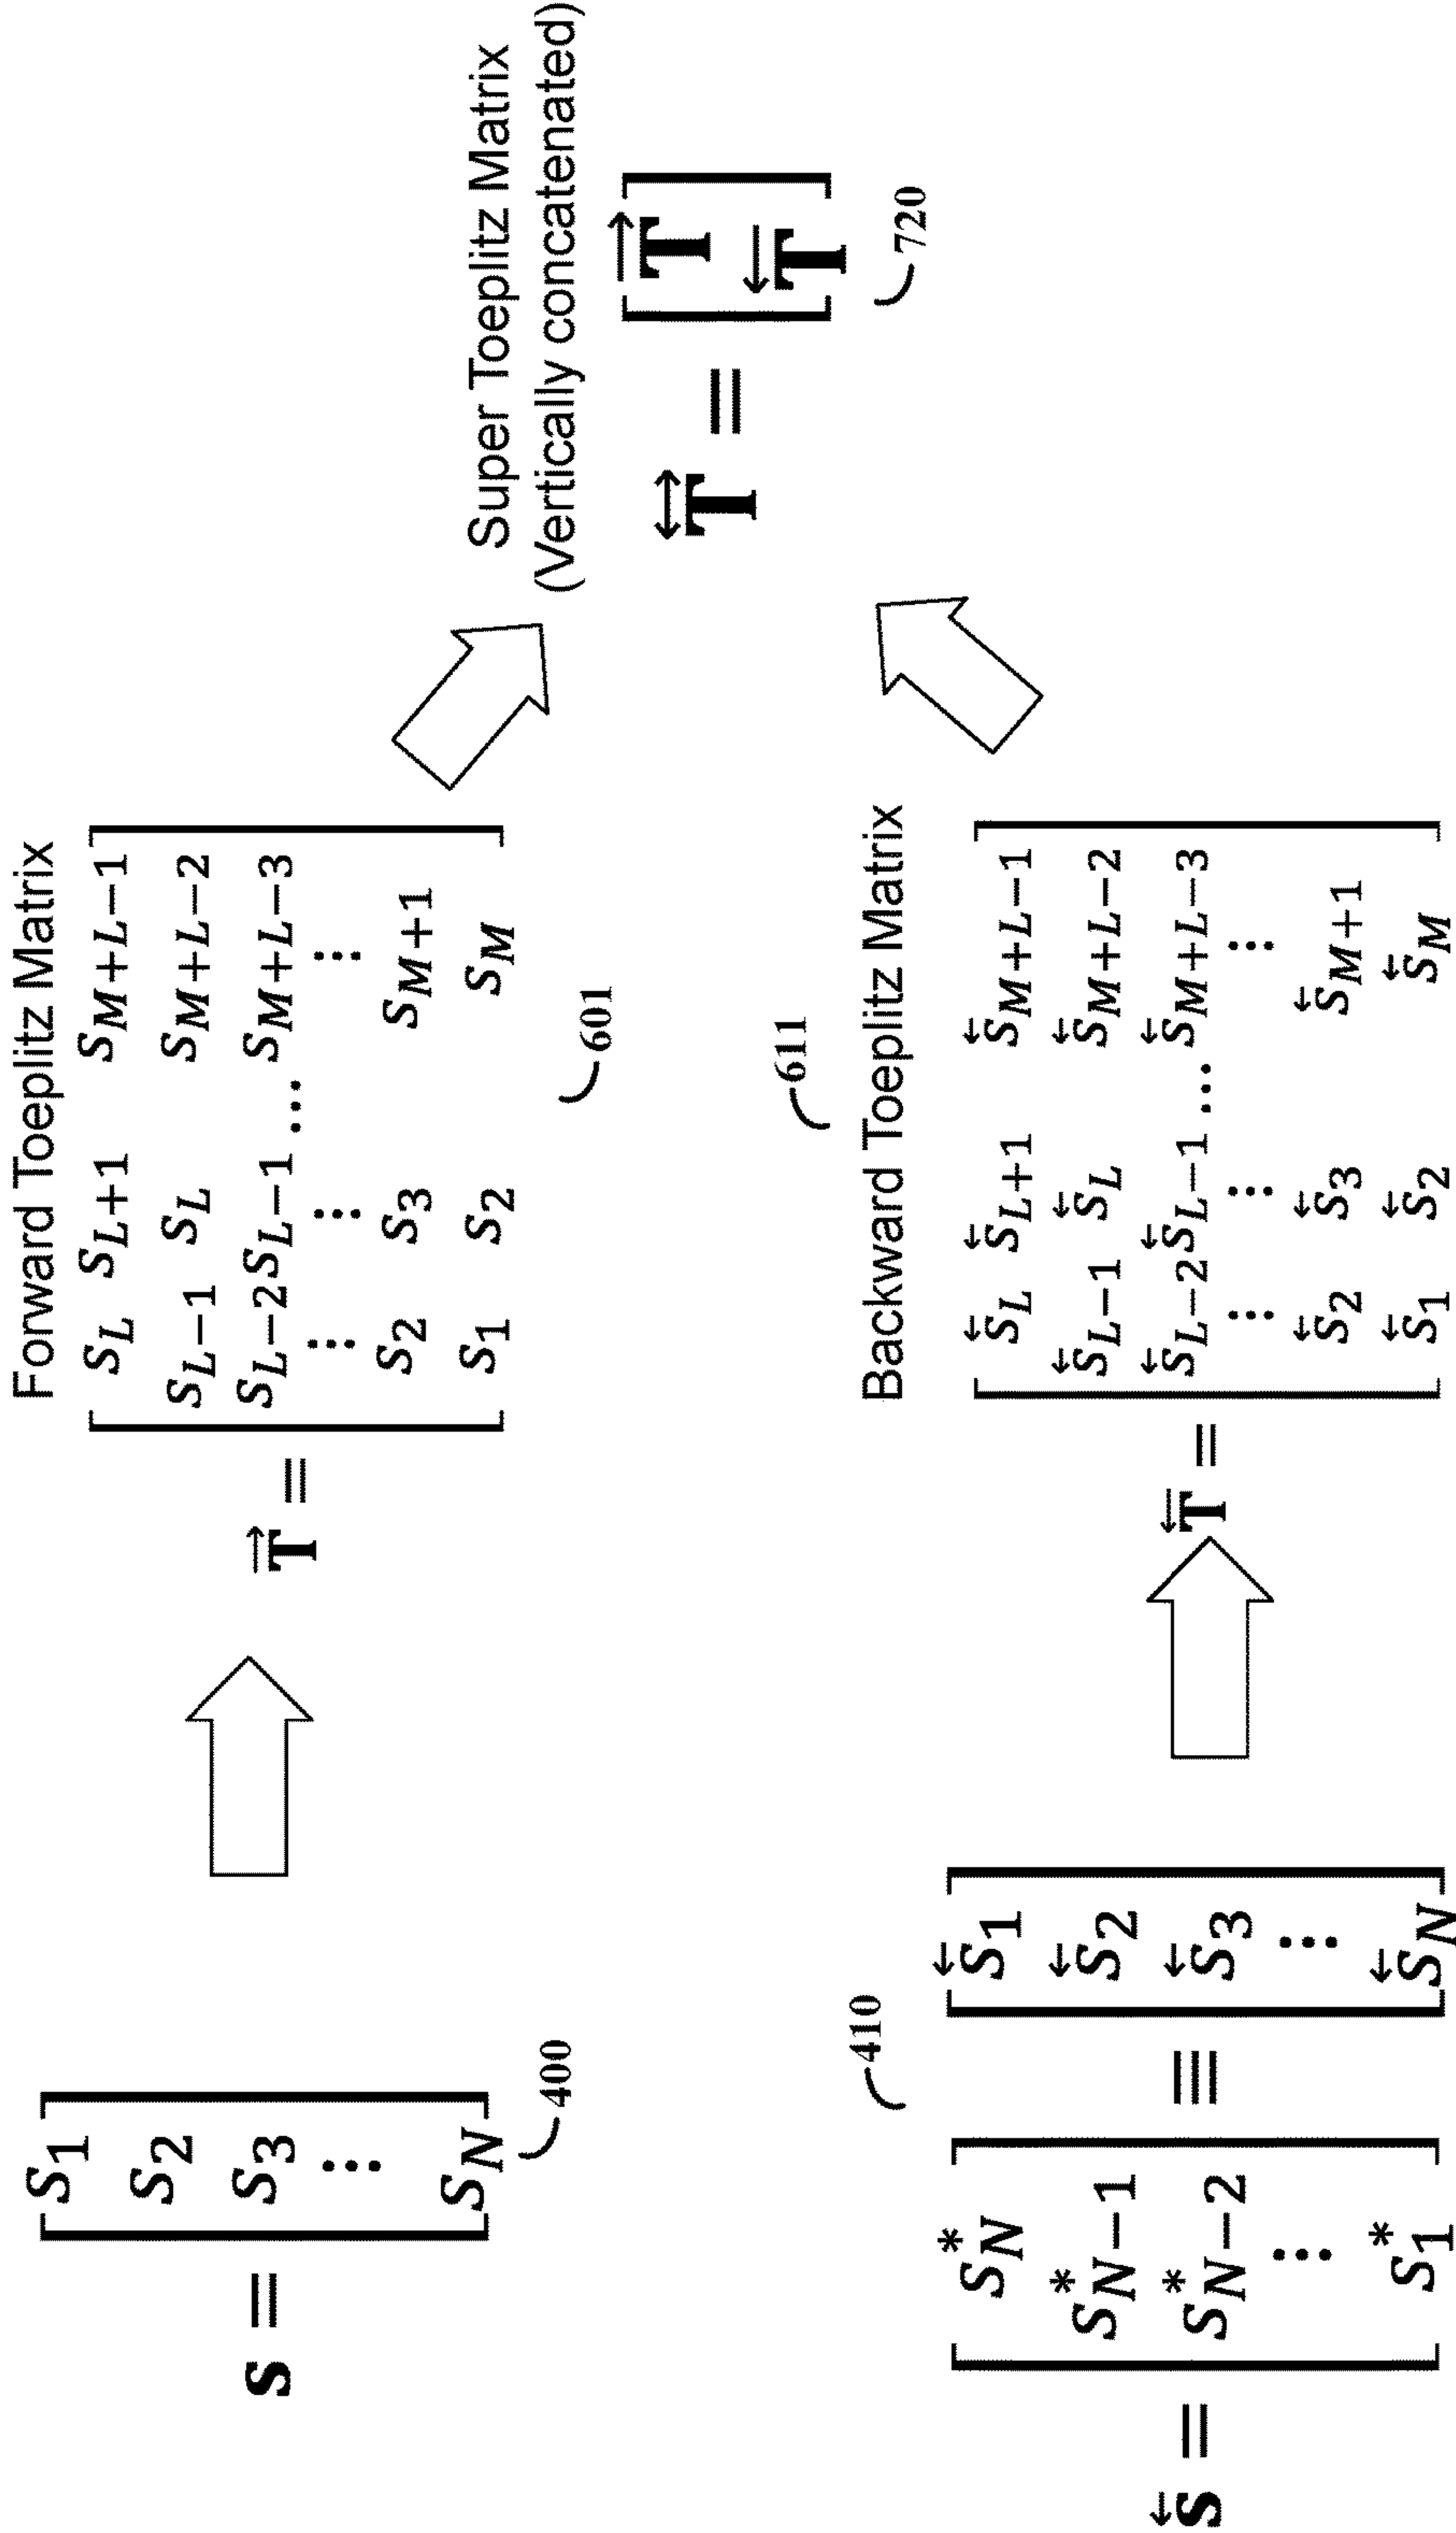 s = [ s_1 s_2 s_3 ⋮ s_N ]
400
Forward Toeplitz Matrix
T⃗ =
s_L s_{L+1} s_{M+L−1}
s_{L−1} s_L s_{M+L−2}
s_{L−2} s_{L−1} ⋯ s_{M+L−3}
⋮ ⋮ ⋮
s_2 s_3 s_{M+1}
s_1 s_2 s_M
601
s⃖ = [ s*_N s*_{N−1} s*_{N−2} ⋮ s*_1 ] ≡ [ s⃖_1 s⃖_2 s⃖_3 ⋮ s⃖_N ]
410
611
Backward Toeplitz Matrix
T⃖ =
s⃖_L s⃖_{L+1} s⃖_{M+L−1}
s⃖_{L−1} s⃖_L s⃖_{M+L−2}
s⃖_{L−2} s⃖_{L−1} ⋯ s⃖_{M+L−3}
⋮ ⋮ ⋮
s⃖_2 s⃖_3 s⃖_{M+1}
s⃖_1 s⃖_2 s⃖_M
Super Toeplitz Matrix
(Vertically concatenated)
T⃡ = [ T⃗ T⃖ ]
720